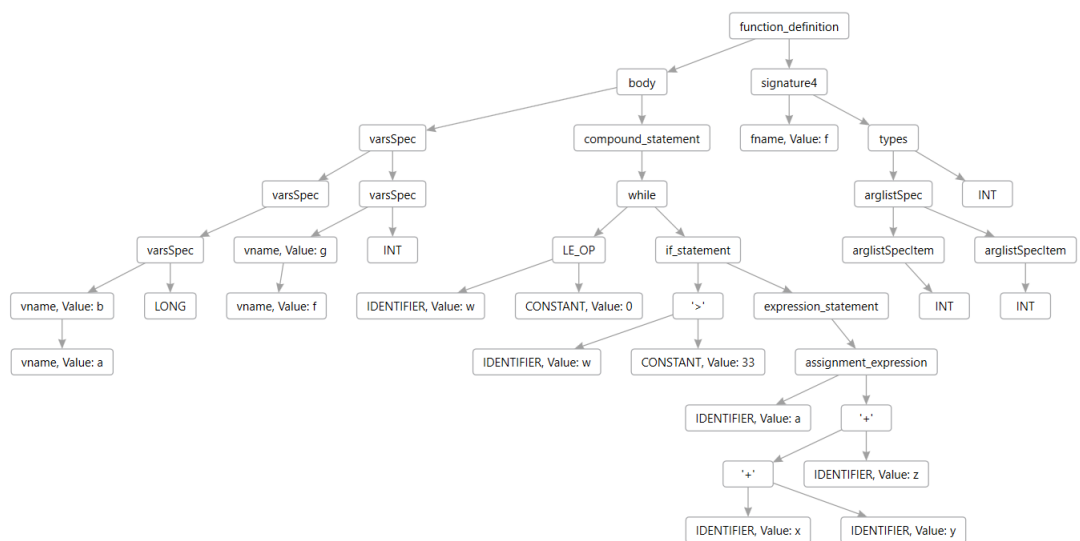 function_definition
body
signature4
varsSpec
compound_statement
fname, Value: f
types
varsSpec
varsSpec
while
arglistSpec
INT
varsSpec
vname, Value: g
INT
LE_OP
if_statement
arglistSpecItem
arglistSpecItem
vname, Value: b
LONG
vname, Value: f
IDENTIFIER, Value: w
CONSTANT, Value: 0
'>'
expression_statement
INT
INT
vname, Value: a
IDENTIFIER, Value: w
CONSTANT, Value: 33
assignment_expression
IDENTIFIER, Value: a
'+'
'+'
IDENTIFIER, Value: z
IDENTIFIER, Value: x
IDENTIFIER, Value: y